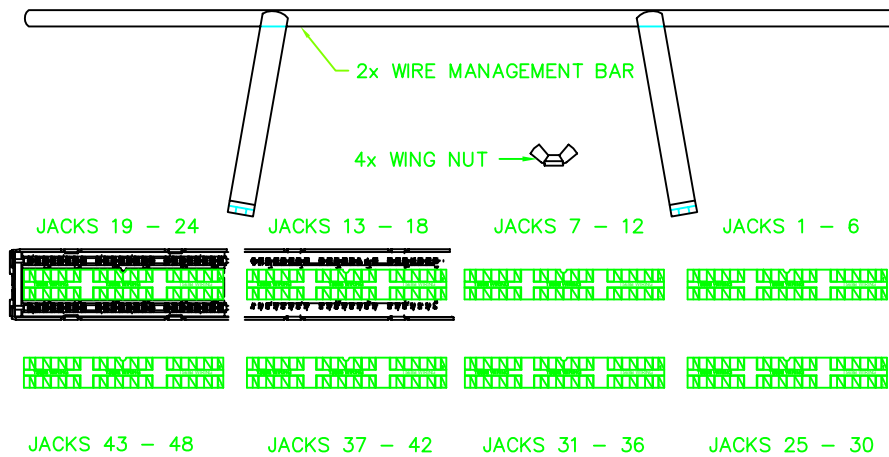 2x WIRE MANAGEMENT BAR
4x WING NUT
JACKS 19 - 24
JACKS 13 - 18
JACKS 7 - 12
JACKS 1 - 6
JACKS 43 - 48
JACKS 37 - 42
JACKS 31 - 36
JACKS 25 - 30